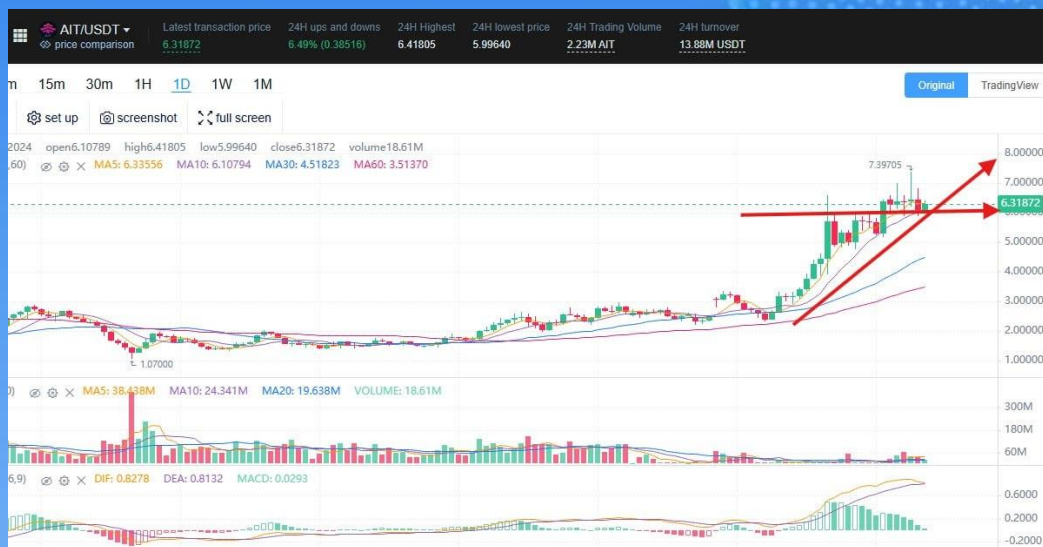 AIT/USDT
price comparison
Latest transaction price
6.31872
24H ups and downs
6.49% (0.38516)
24H Highest
6.41805
24H lowest price
5.99640
24H Trading Volume
2.23M AIT
24H turnover
13.88M USDT
m 15m 30m 1H 1D 1W 1M
Original TradingView
set up screenshot full screen
2024 open6.10789 high6.41805 low5.99640 close6.31872 volume18.61M
,60) MA5: 6.33556 MA10: 6.10794 MA30: 4.51823 MA60: 3.51370
8.00000
7.39705
7.00000
6.31872
5.00000
4.00000
3.00000
2.00000
1.00000
1.07000
0) MA5: 38.438M MA10: 24.341M MA20: 19.638M VOLUME: 18.61M
300M
180M
60M
6,9) DIF: 0.8278 DEA: 0.8132 MACD: 0.0293
0.6000
0.2000
-0.2000